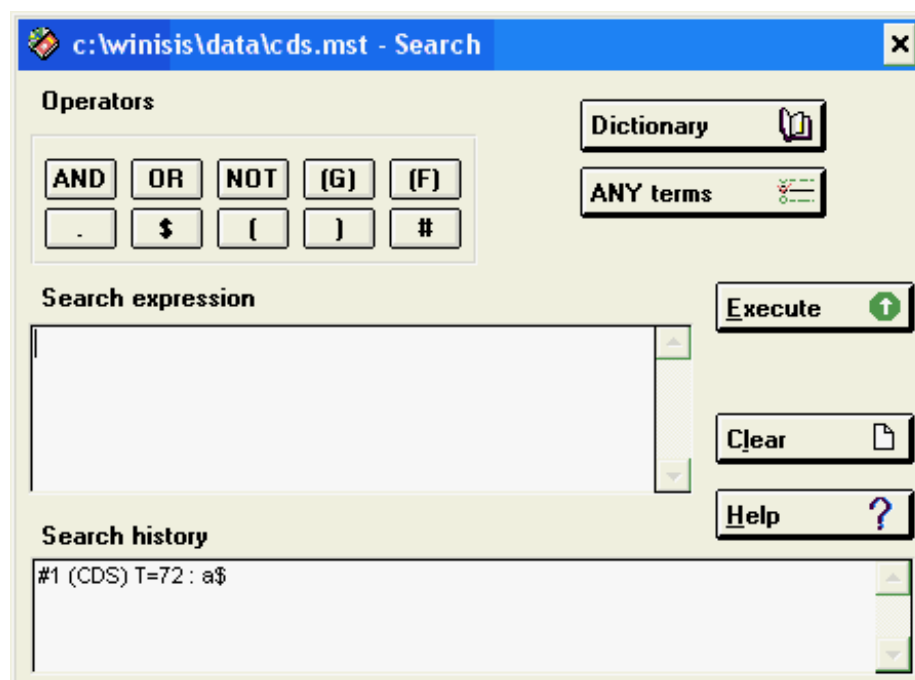 c:\winisis\data\cds.mst - Search
Operators
Dictionary
AND OR NOT (G) (F)
ANY terms
. $ ( ) #
Search expression
Execute
Clear
Help
Search history
#1 (CDS) T=72 : a$